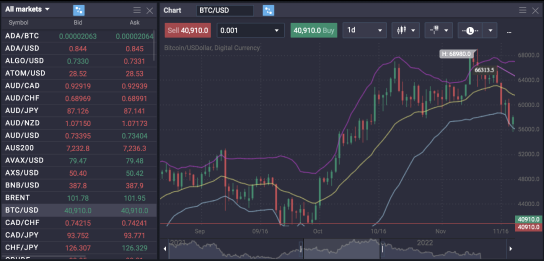 All markets
Symbol Bid Ask
ADA/BTC 0.00002063 0.00002064
ADA/USD 0.844 0.845
ALGO/USD 0.7330 0.7331
ATOM/USD 28.52 28.53
AUD/CAD 0.92919 0.92939
AUD/CHF 0.68969 0.68991
AUD/JPY 87.126 87.141
AUD/NZD 1.07150 1.07173
AUD/USD 0.73395 0.73404
AUS200 7,232.8 7,236.3
AVAX/USD 79.47 79.48
AXS/USD 50.40 50.42
BNB/USD 387.8 387.9
BRENT 101.78 101.95
BTC/USD 40,910.0 40,910.0
CAD/CHF 0.74215 0.74241
CAD/JPY 93.752 93.771
CHF/JPY 126.307 126.329
Chart BTC/USD
Sell 40,910.0 0.001 40,910.0 Buy 1d L ...
Bitcoin/USDollar, Digital Currency
H: 68980.0
66313.5
68000.0
64000.0
60000.0
56000.0
52000.0
48000.0
44000.0
40910.0
40910.0
Sep 09/16 Oct 10/16 Nov 11/16
2021 2022